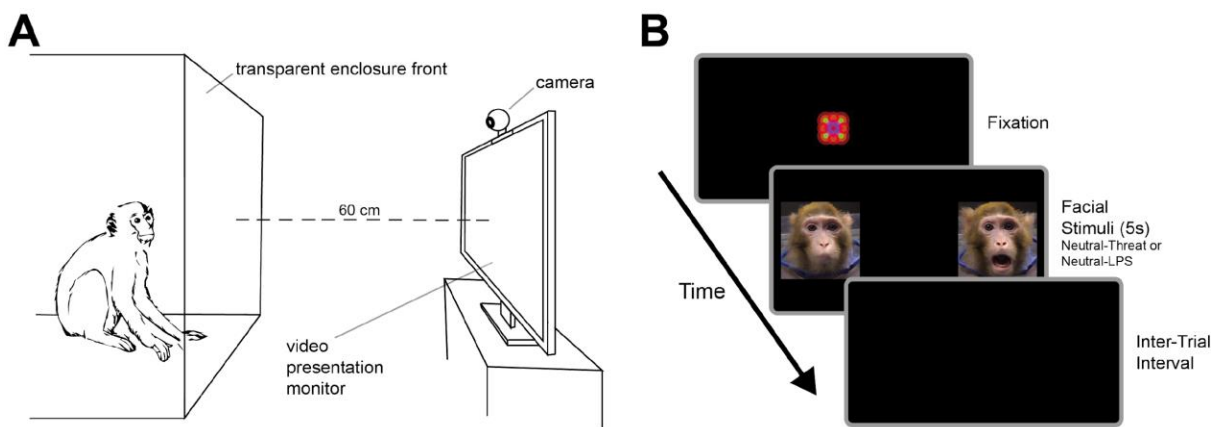 A
transparent enclosure front
camera
60 cm
video
presentation
monitor
B
Fixation
Facial
Stimuli (5s)
Neutral-Threat or
Neutral-LPS
Time
Inter-Trial
Interval